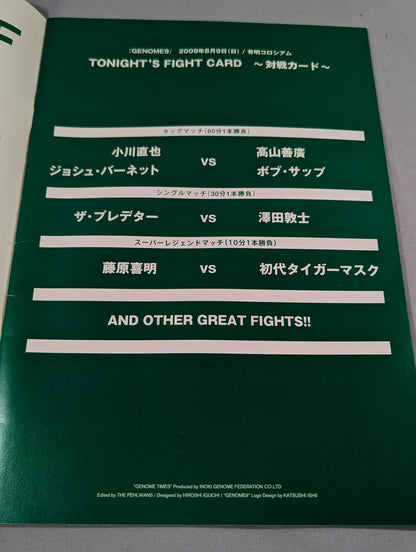 「GENOME9」 2009年8月9日(日) / 有明コロシアム
TONIGHT'S FIGHT CARD ～対戦カード～
タッグマッチ(60分1本勝負)
小川直也 VS 高山善廣
ジョシュ・バーネット ボブ・サップ
シングルマッチ(30分1本勝負)
ザ・プレデター VS 澤田敦士
スーパーレジェンドマッチ(10分1本勝負)
藤原喜明 VS 初代タイガーマスク
AND OTHER GREAT FIGHTS!!
"GENOME TIMES" Produced by INOKI GENOME FEDERATION CO.LTD
Edited by THE PEHLWANS / Designed by HIROSHI IGUCHI / "GENOME9" Logo Design by KATSUSHI ISHII